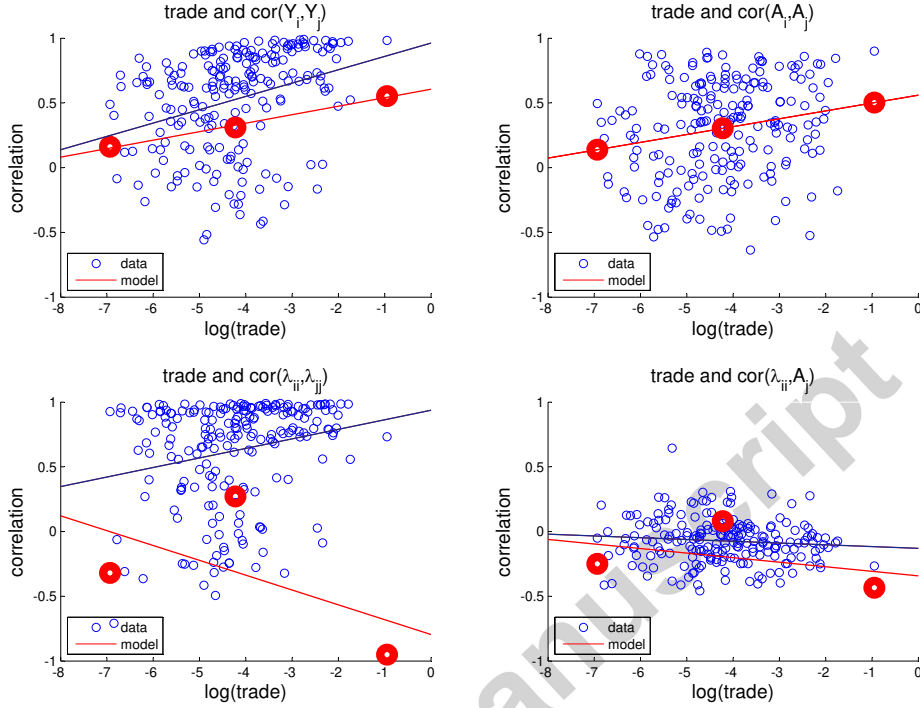 trade and cor(Y_i,Y_j)
correlation
1
0.5
0
-0.5
1
-8 -7 -6 -5 -4 -3 -2 -1 0
log(trade)
data
model
trade and cor(A_i,A_j)
correlation
1
0.5
0
-0.5
1
-8 -7 -6 -5 -4 -3 -2 -1 0
log(trade)
data
model
trade and cor(λ_ii,λ_jj)
correlation
1
0.5
0
-0.5
-1
-8 -7 -6 -5 -4 -3 -2 -1 0
log(trade)
data
model
trade and cor(λ_ii,A_j)
correlation
1
0.5
0
-0.5
-1
-8 -7 -6 -5 -4 -3 -2 -1 0
log(trade)
data
model
anuscript